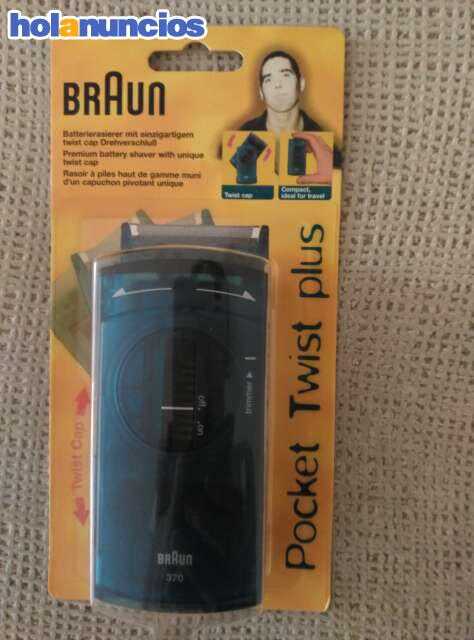 holanuncios
BRAUN
Batterierasierer mit einzigartigem
twist cap Drehverschluß
Premium battery shaver with unique
twist cap
Rasoir à piles haut de gamme muni
d'un capuchon pivotant unique
Twist cap
Compact,
ideal for travel
Pocket Twist plus
Twist Cap
off
on
trimmer
BRAUN
370